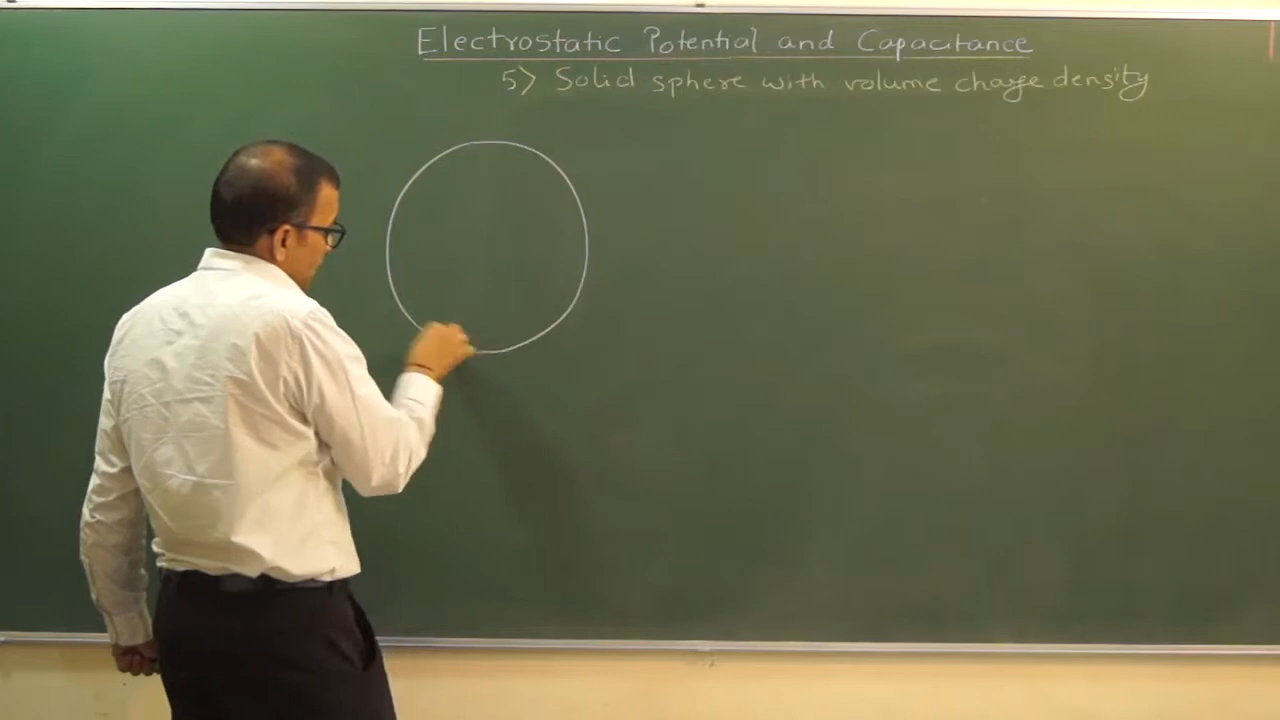 Electrostatic Potential and Capacitance
5> Solid sphere with volume charge density